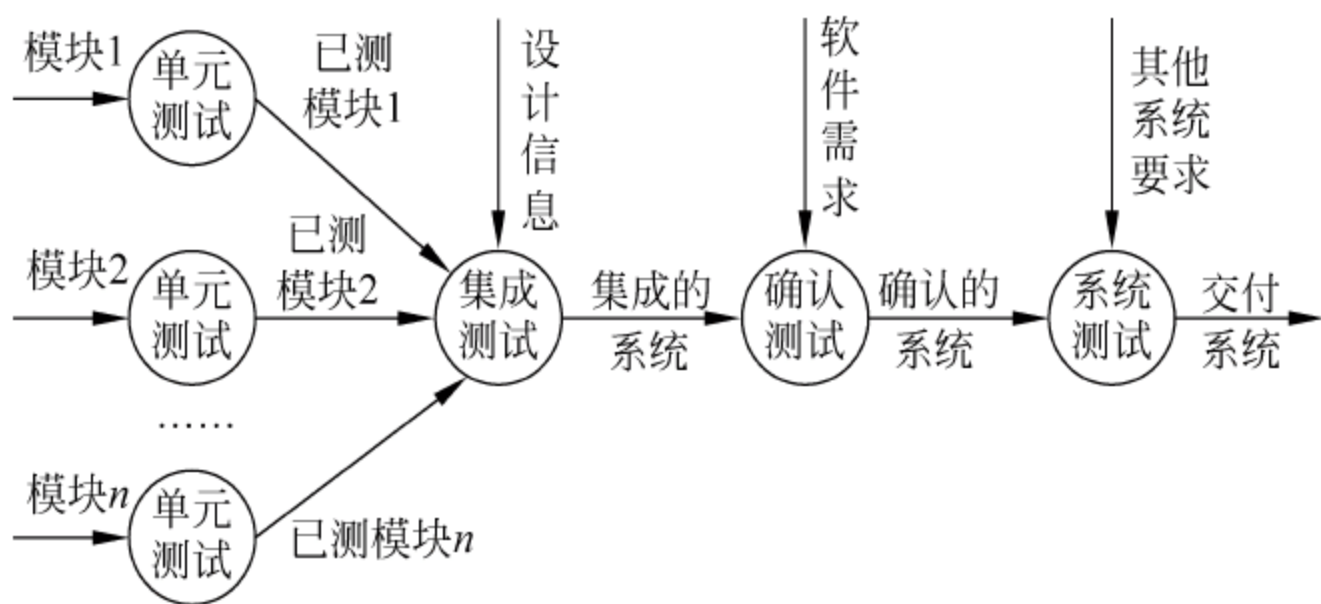 模块1
单元
测试
已测
模块1
设计信息
软件需求
其他
系统
要求
模块2
单元
测试
已测
模块2
集成
测试
集成的
系统
确认
测试
确认的
系统
系统
测试
交付
系统
……
模块n
单元
测试
已测模块n